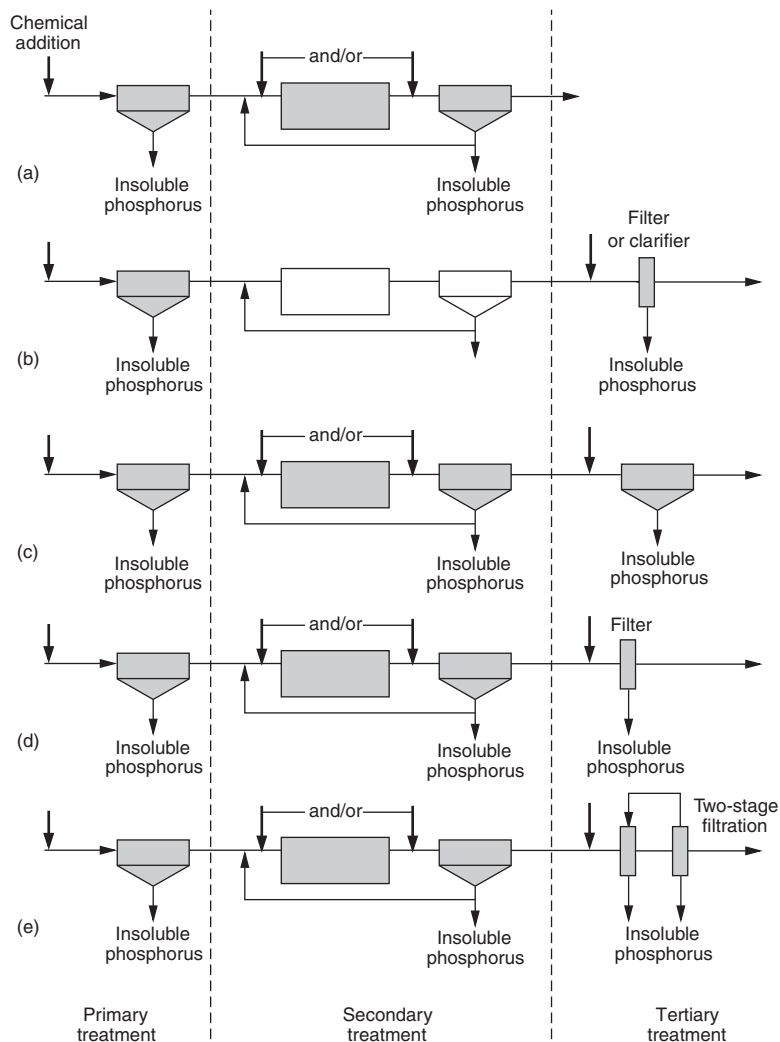 Chemical
addition
and/or
(a)
Insoluble
phosphorus
Insoluble
phosphorus
Filter
or clarifier
(b)
Insoluble
phosphorus
Insoluble
phosphorus
and/or
(c)
Insoluble
phosphorus
Insoluble
phosphorus
Insoluble
phosphorus
and/or
Filter
(d)
Insoluble
phosphorus
Insoluble
phosphorus
Insoluble
phosphorus
and/or
Two-stage
filtration
(e)
Insoluble
phosphorus
Insoluble
phosphorus
Insoluble
phosphorus
Primary
treatment
Secondary
treatment
Tertiary
treatment